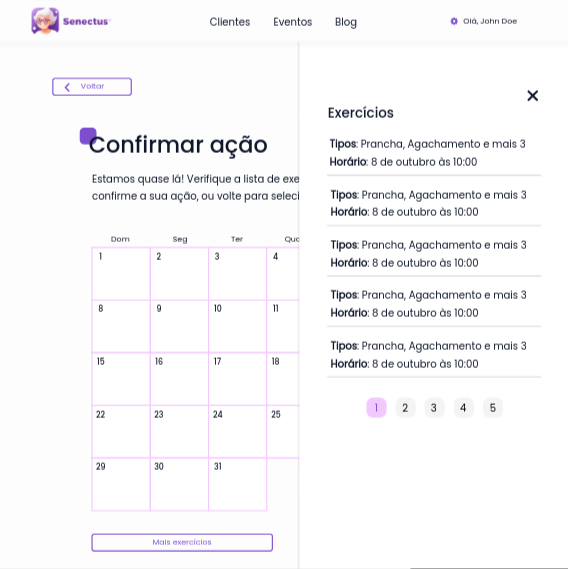 Senectus
Clientes
Eventos
Blog
Olá, John Doe
Voltar
Confirmar ação
Estamos quase lá! Verifique a lista de exe
confirme a sua ação, ou volte para seleci
Dom Seg Ter Qua
1 2 3 4
8 9 10 11
15 16 17 18
22 23 24 25
29 30 31
Mais exercícios
Exercícios
Tipos: Prancha, Agachamento e mais 3
Horário: 8 de outubro às 10:00
Tipos: Prancha, Agachamento e mais 3
Horário: 8 de outubro às 10:00
Tipos: Prancha, Agachamento e mais 3
Horário: 8 de outubro às 10:00
Tipos: Prancha, Agachamento e mais 3
Horário: 8 de outubro às 10:00
Tipos: Prancha, Agachamento e mais 3
Horário: 8 de outubro às 10:00
1 2 3 4 5